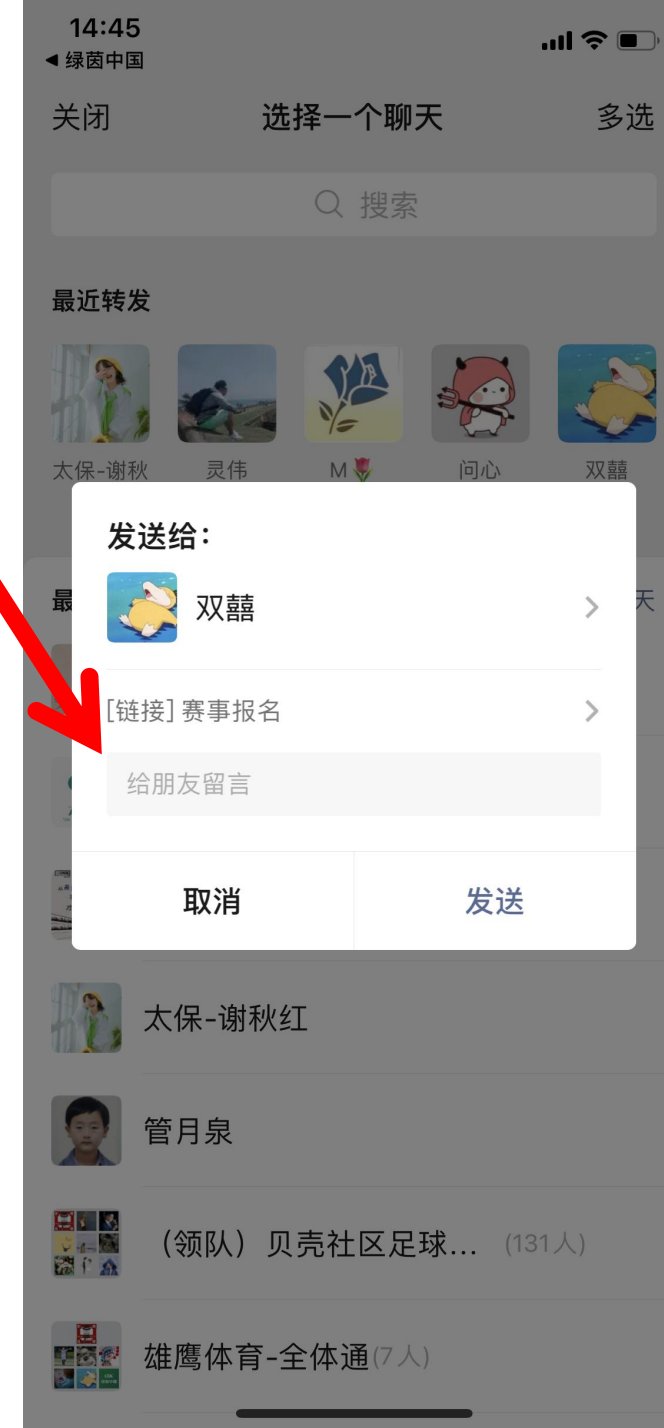 14:45
◀ 绿茵中国
关闭 选择一个聊天 多选
搜索
最近转发
太保-谢秋 灵伟 M🌷 问心 双囍
发送给：
最 天
双囍
[链接] 赛事报名
给朋友留言
取消 发送
太保-谢秋红
管月泉
（领队）贝壳社区足球... (131人)
雄鹰体育-全体通(7人)